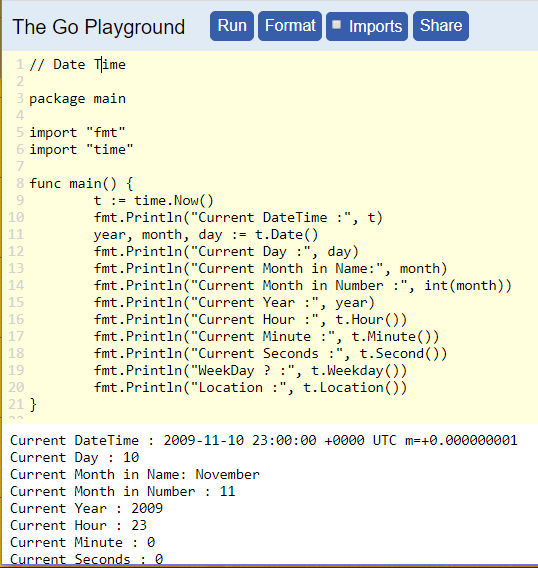 The Go Playground Run Format Imports Share
1 // Date Time
2
3 package main
4
5 import "fmt"
6 import "time"
7
8 func main() {
9 t := time.Now()
10 fmt.Println("Current DateTime :", t)
11 year, month, day := t.Date()
12 fmt.Println("Current Day :", day)
13 fmt.Println("Current Month in Name:", month)
14 fmt.Println("Current Month in Number :", int(month))
15 fmt.Println("Current Year :", year)
16 fmt.Println("Current Hour :", t.Hour())
17 fmt.Println("Current Minute :", t.Minute())
18 fmt.Println("Current Seconds :", t.Second())
19 fmt.Println("WeekDay ? :", t.Weekday())
20 fmt.Println("Location :", t.Location())
21 }
Current DateTime : 2009-11-10 23:00:00 +0000 UTC m=+0.000000001
Current Day : 10
Current Month in Name: November
Current Month in Number : 11
Current Year : 2009
Current Hour : 23
Current Minute : 0
Current Seconds : 0